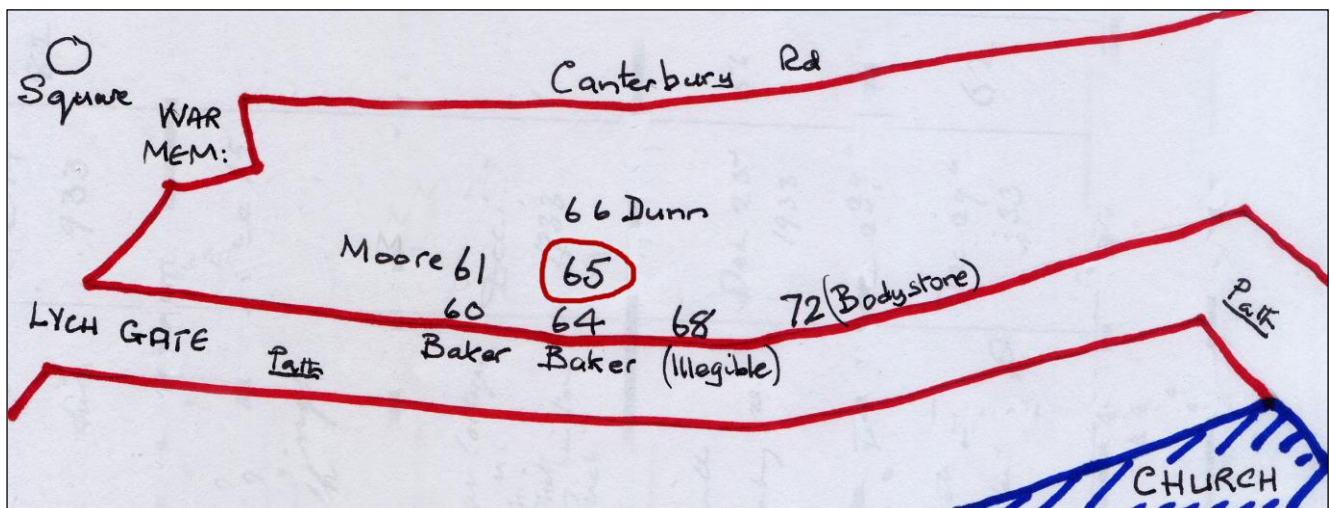 Square
WAR
MEM:
Canterbury Rd
66 Dunn
Moore 61
65
60
64
68
72 (Bodystone)
Baker
Baker
(Illegible)
LYCH GATE
Path
Path
CHURCH